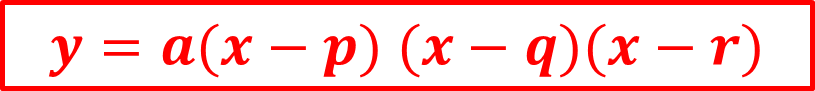 y = a(x − p) (x − q)(x − r)